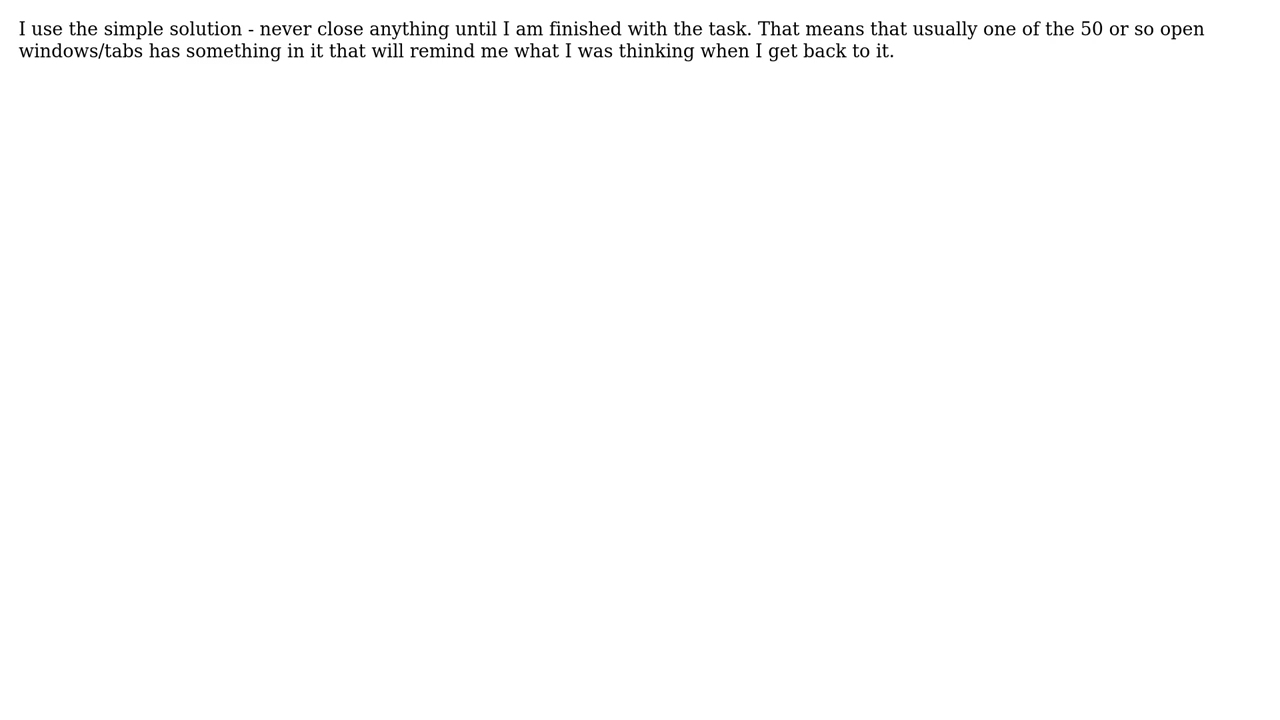 I use the simple solution - never close anything until I am finished with the task. That means that usually one of the 50 or so open
windows/tabs has something in it that will remind me what I was thinking when I get back to it.